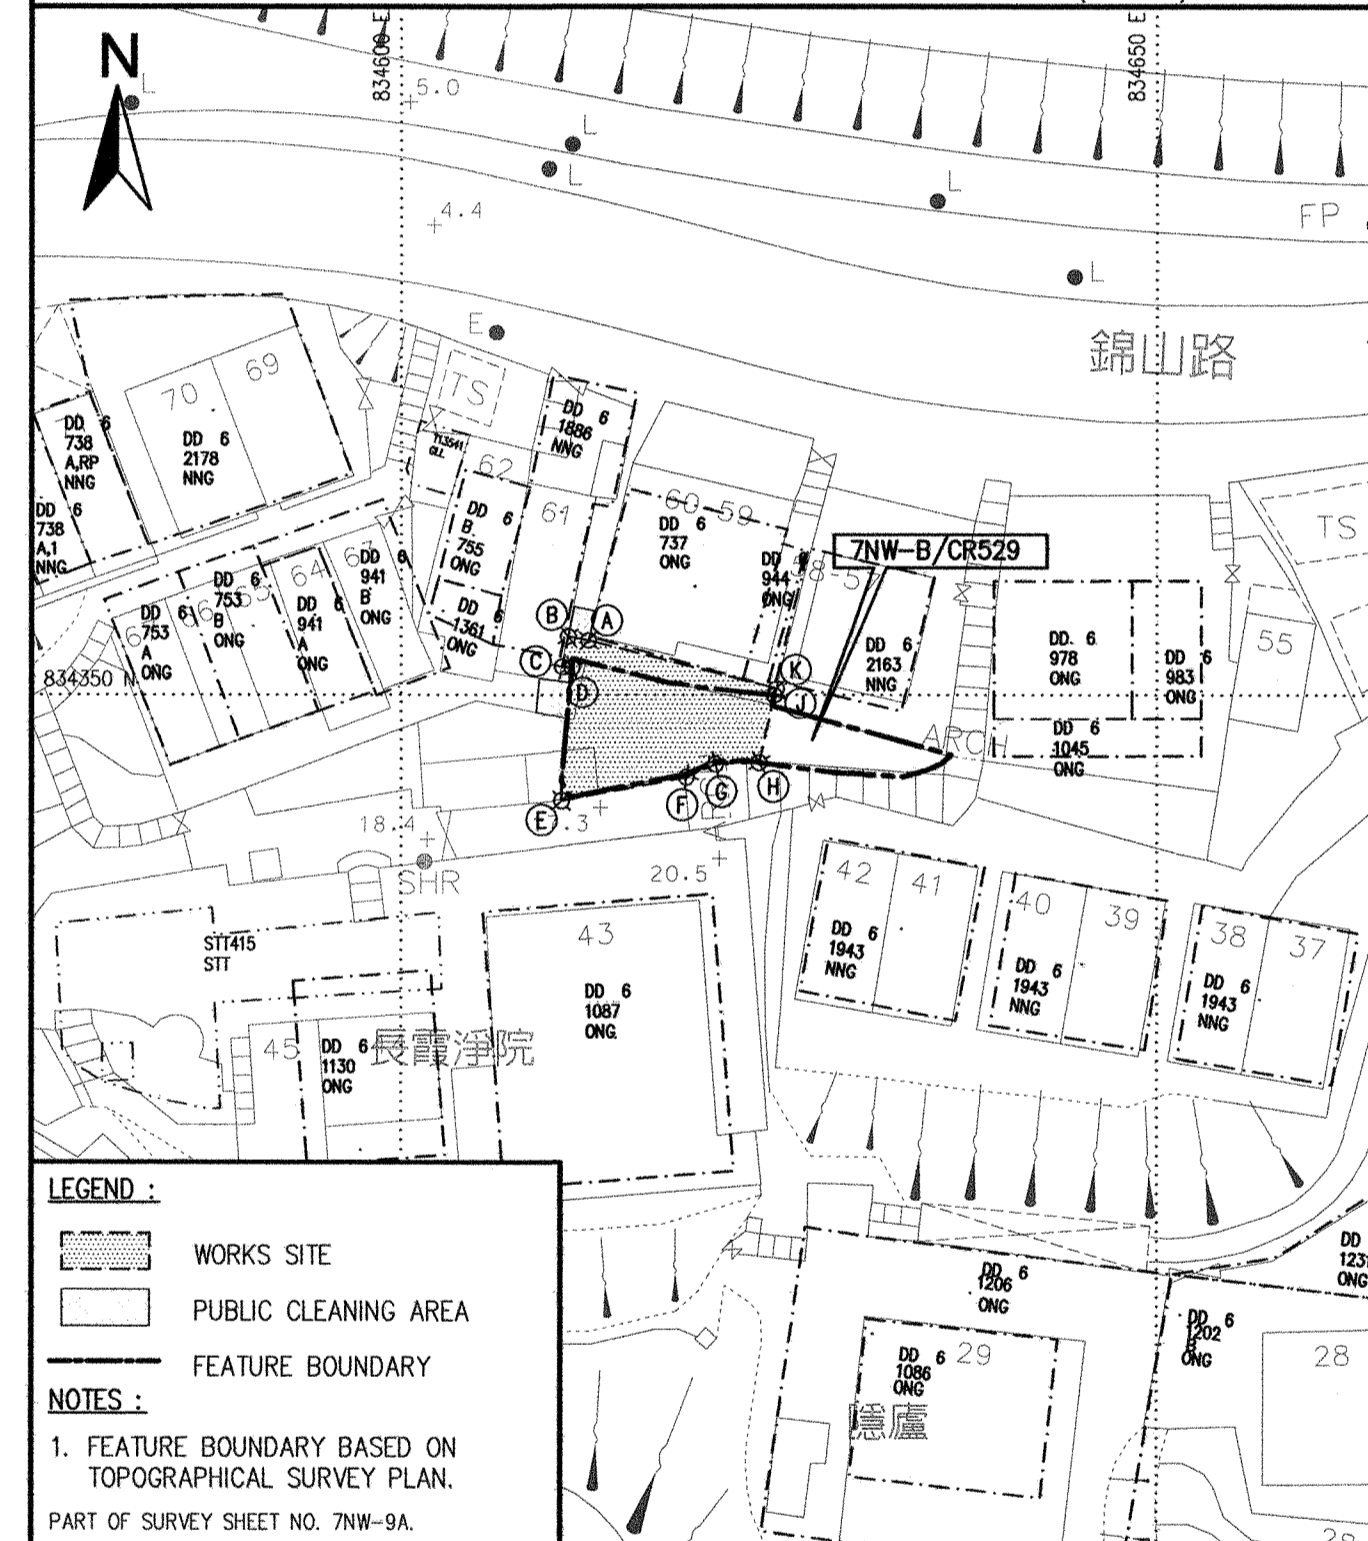 834600 E
834650 E
N
L
5.0
L
L
L
4.4
FP
L
E
錦山路
69
70
TS
DD 6
738
A,RP
NNG
DD 6
2178
NNG
DD 6
1886
NNG
62
61
60-59
DD 6
737
ONG
DD 6
B
755
ONG
DD 6
738
A,1
NNG
TS
7NW-B/CR529
DD 6
941
B
ONG
64
DD 6
753
B
ONG
DD 6
941
A
ONG
DD 6
753
A
ONG
DD 6
1361
ONG
DD 6
944
ONG
DD 6
2163
NNG
DD. 6
978
ONG
DD 6
983
ONG
55
B
A
C
D
K
J
834350 N
ARCH
DD 6
1045
ONG
E
F
G
H
18.4
SHR
20.5
42
41
40
39
38
37
DD 6
1943
NNG
DD 6
1943
NNG
DD 6
1943
NNG
43
STT415
STT
DD 6
1087
ONG
45
DD 6
1130
ONG
長霞淨院
DD 6
1206
ONG
DD 6
1202
B
ONG
29
28
DD 6
1086
ONG
隱廬
LEGEND :
WORKS SITE
PUBLIC CLEANING AREA
FEATURE BOUNDARY
NOTES :
1. FEATURE BOUNDARY BASED ON
TOPOGRAPHICAL SURVEY PLAN.
PART OF SURVEY SHEET NO. 7NW-9A.